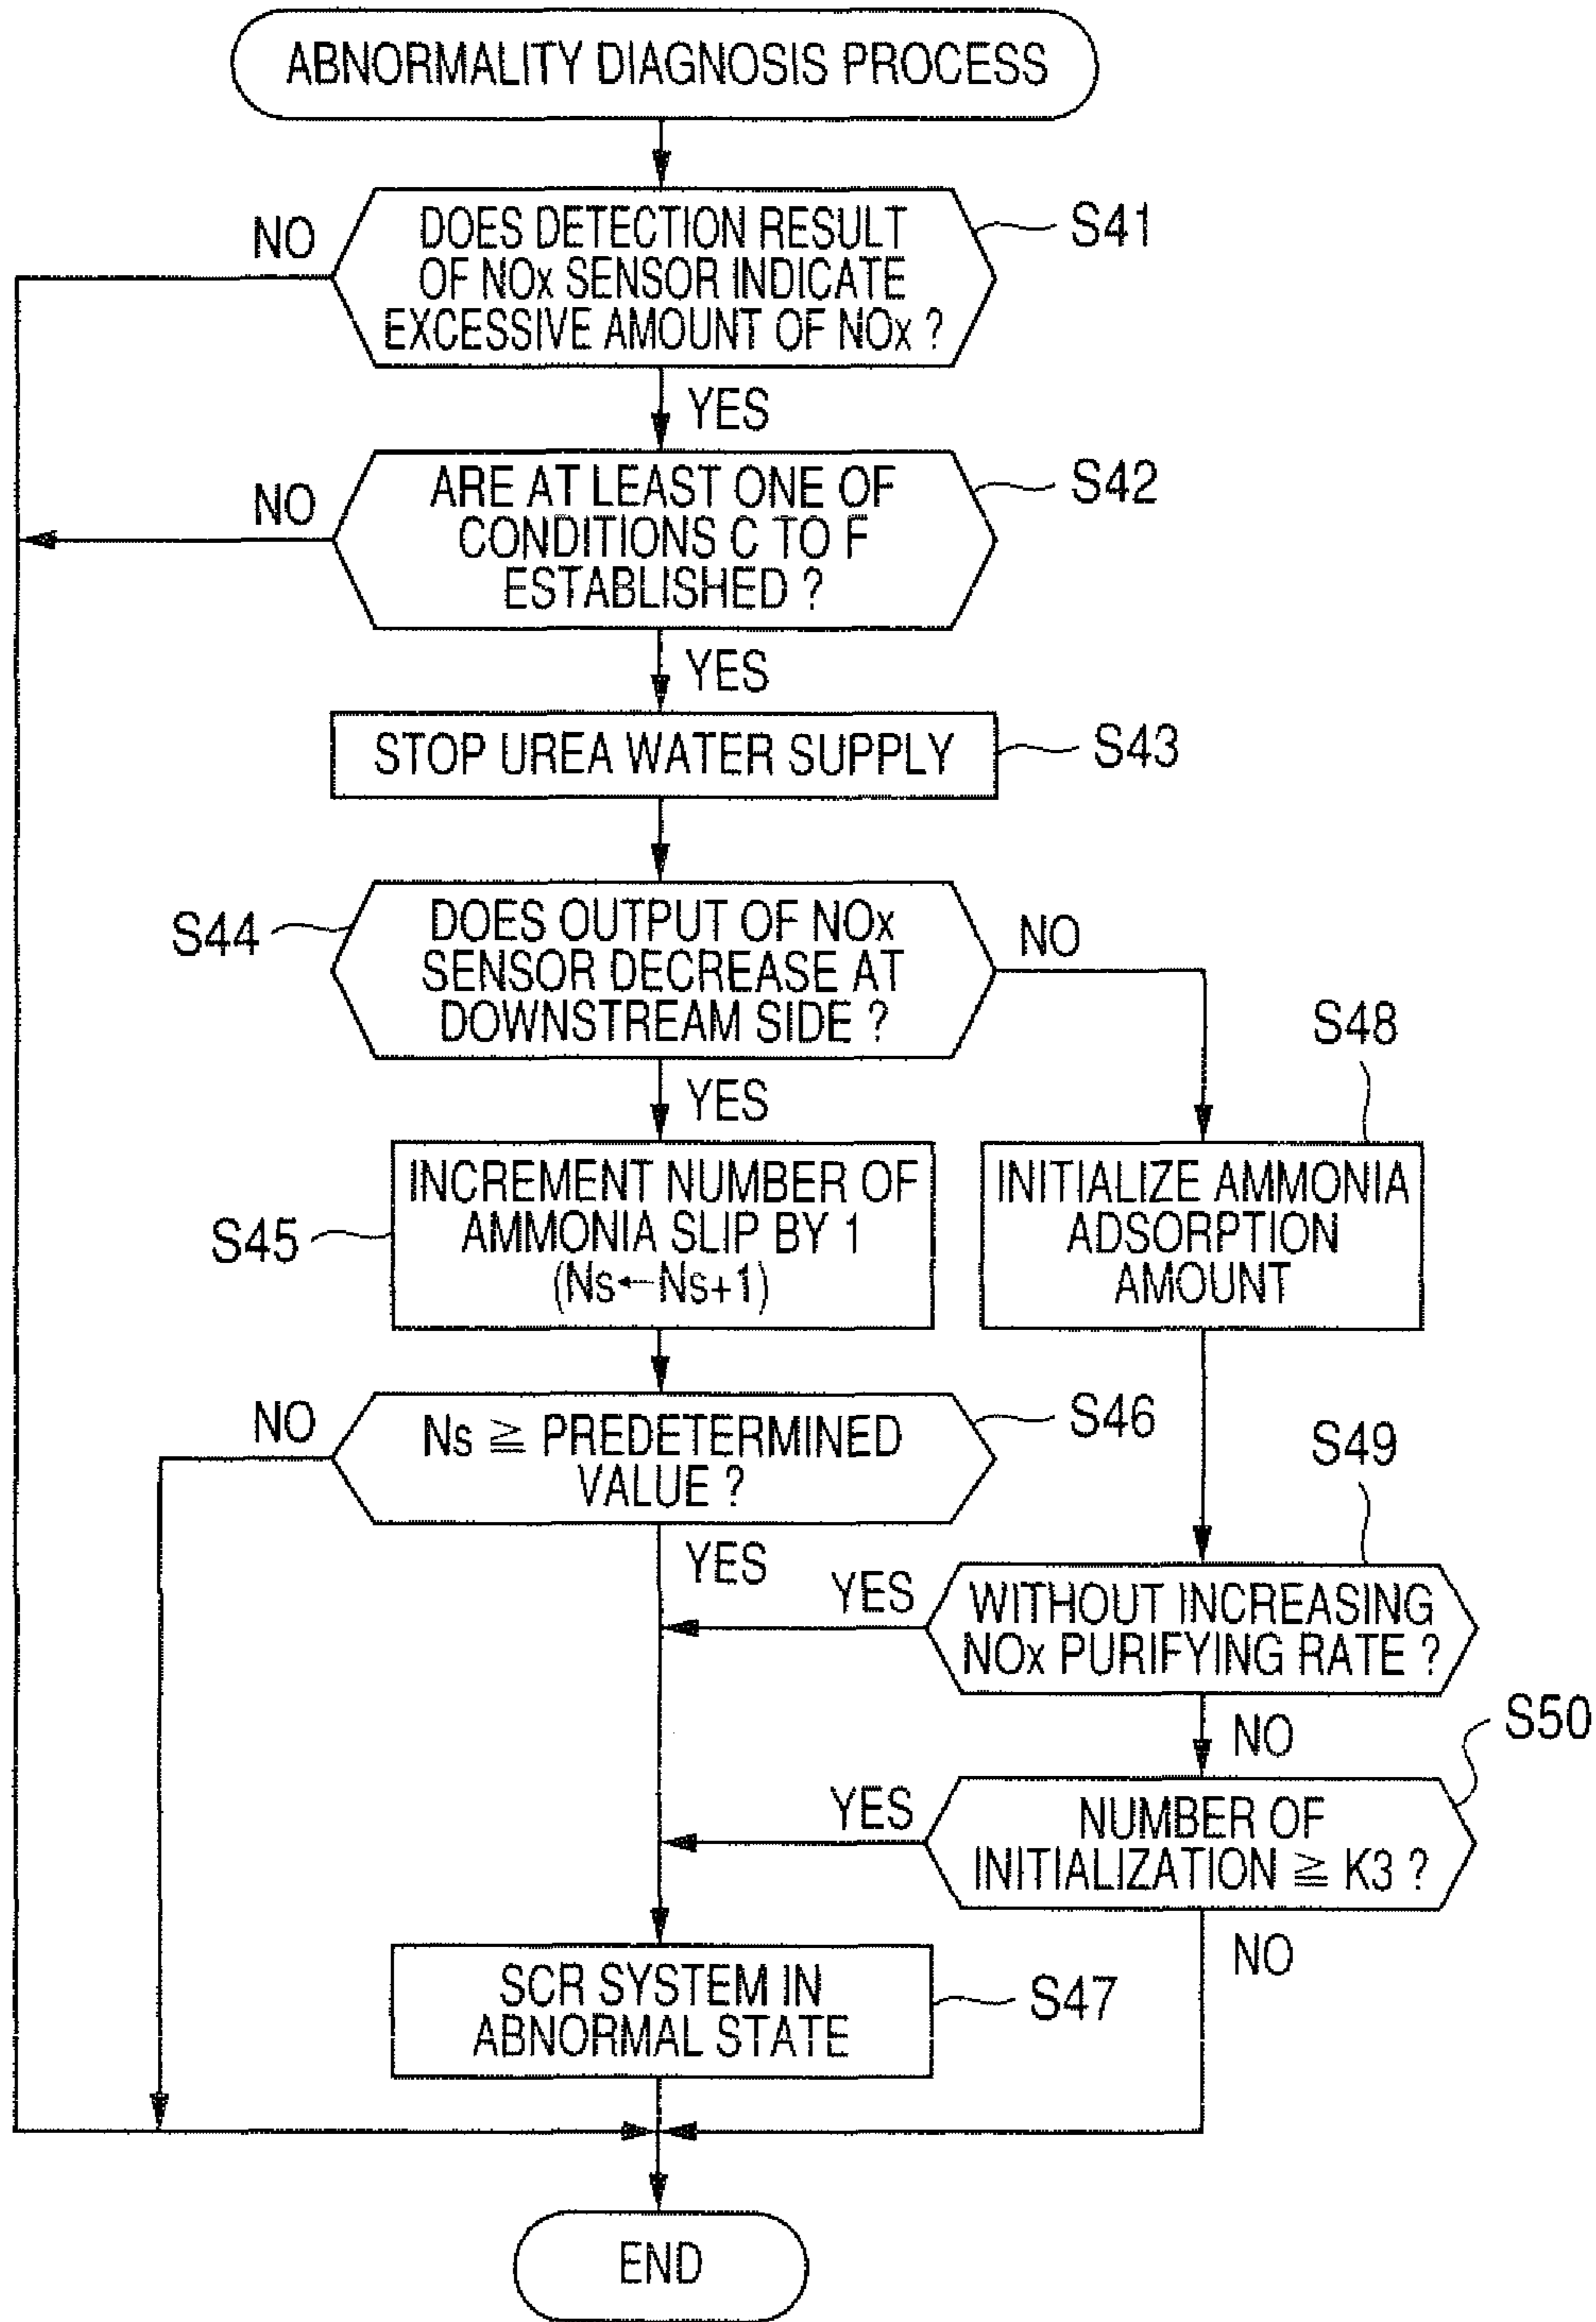 ABNORMALITY DIAGNOSIS PROCESS
DOES DETECTION RESULT
OF NOx SENSOR INDICATE
EXCESSIVE AMOUNT OF NOx ?
S41
NO
YES
ARE AT LEAST ONE OF
CONDITIONS C TO F
ESTABLISHED ?
S42
NO
YES
STOP UREA WATER SUPPLY
S43
S44
DOES OUTPUT OF NOx
SENSOR DECREASE AT
DOWNSTREAM SIDE ?
NO
YES
S48
S45
INCREMENT NUMBER OF
AMMONIA SLIP BY 1
(Ns←Ns+1)
INITIALIZE AMMONIA
ADSORPTION
AMOUNT
NO
Ns ≧ PREDETERMINED
VALUE ?
S46
YES
S49
YES
WITHOUT INCREASING
NOx PURIFYING RATE ?
NO
S50
YES
NUMBER OF
INITIALIZATION ≧ K3 ?
NO
SCR SYSTEM IN
ABNORMAL STATE
S47
END